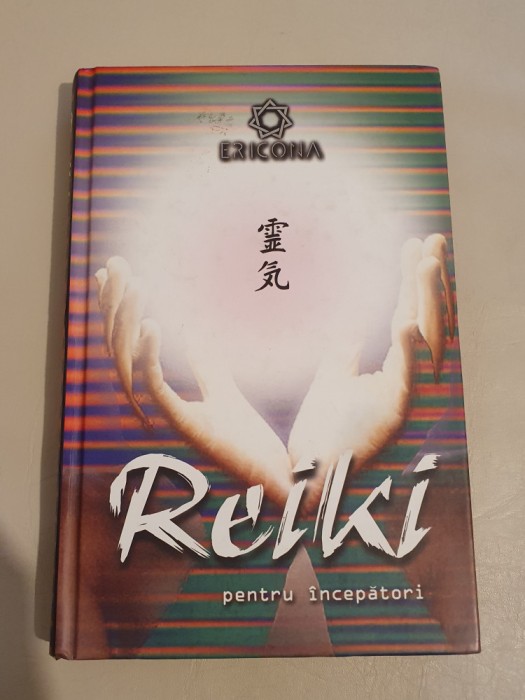 ERICONA
霊
気
Reiki
pentru începători